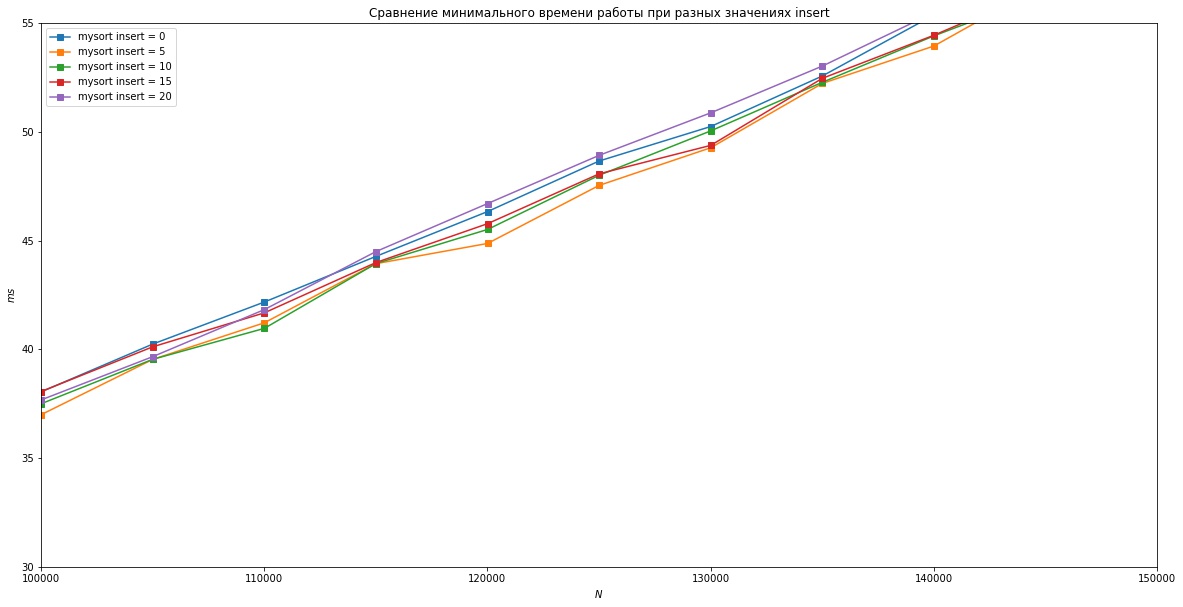 Сравнение минимального времени работы при разных значениях insert
mysort insert = 0
mysort insert = 5
mysort insert = 10
mysort insert = 15
mysort insert = 20
55
50
45
40
35
30
ms
100000
110000
120000
130000
140000
150000
N